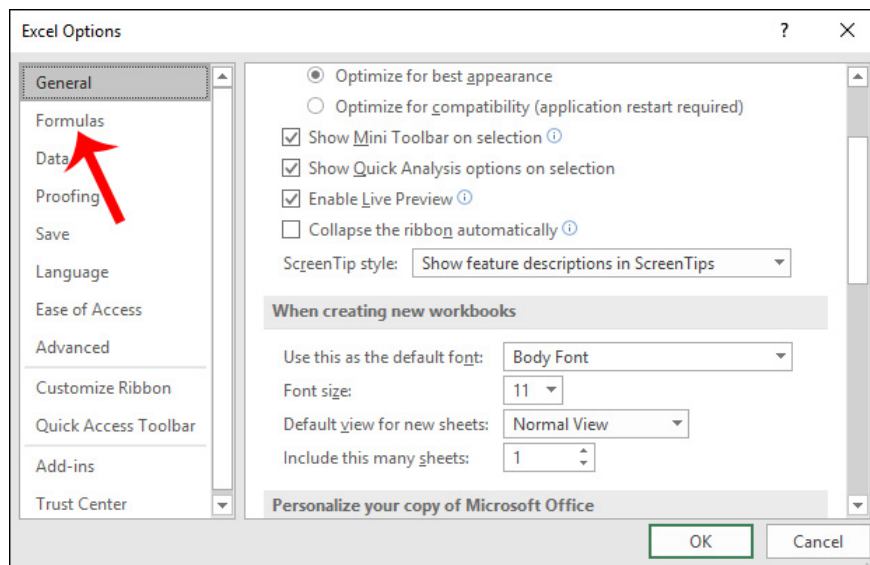 Excel Options
General
Formulas
Data
Proofing
Save
Language
Ease of Access
Advanced
Customize Ribbon
Quick Access Toolbar
Add-ins
Trust Center
Optimize for best appearance
Optimize for compatibility (application restart required)
Show Mini Toolbar on selection
Show Quick Analysis options on selection
Enable Live Preview
Collapse the ribbon automatically
ScreenTip style: Show feature descriptions in ScreenTips
When creating new workbooks
Use this as the default font: Body Font
Font size: 11
Default view for new sheets: Normal View
Include this many sheets: 1
Personalize your copy of Microsoft Office
OK Cancel